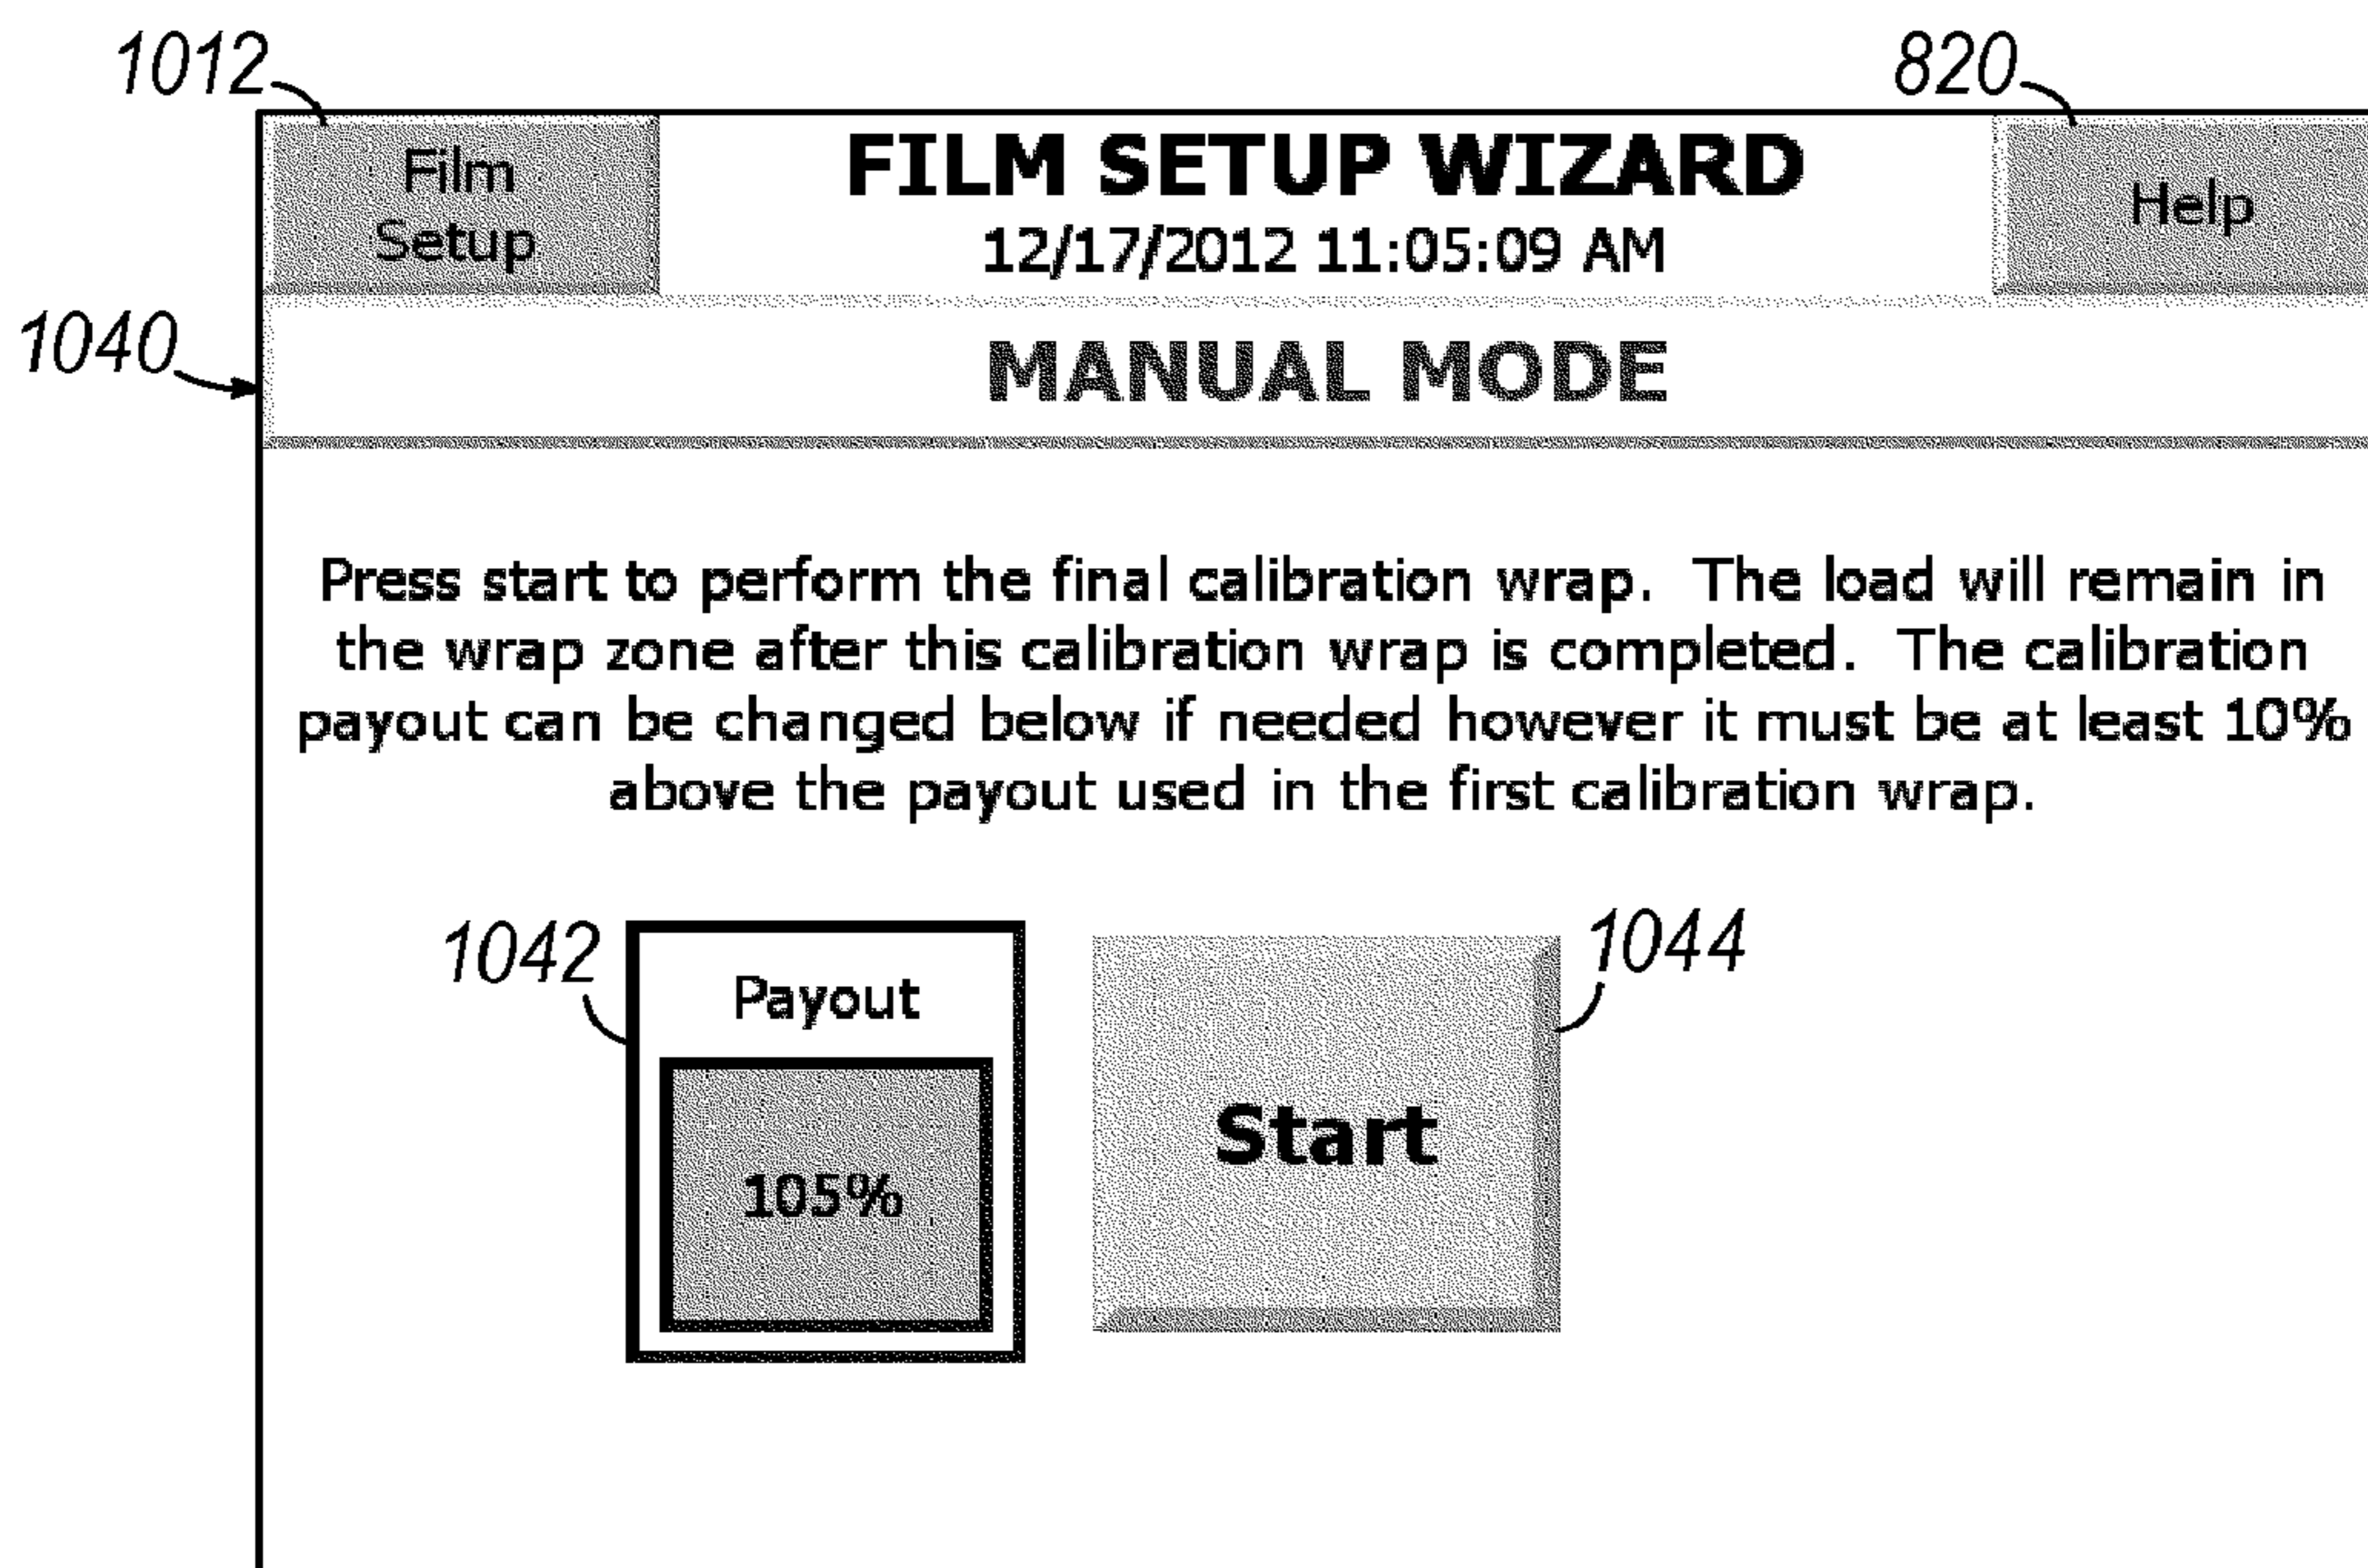 1012
820
Film
Setup
FILM SETUP WIZARD
12/17/2012 11:05:09 AM
Help
1040
MANUAL MODE
Press start to perform the final calibration wrap.  The load will remain in
the wrap zone after this calibration wrap is completed.  The calibration
payout can be changed below if needed however it must be at least 10%
above the payout used in the first calibration wrap.
1042
Payout
105%
Start
1044